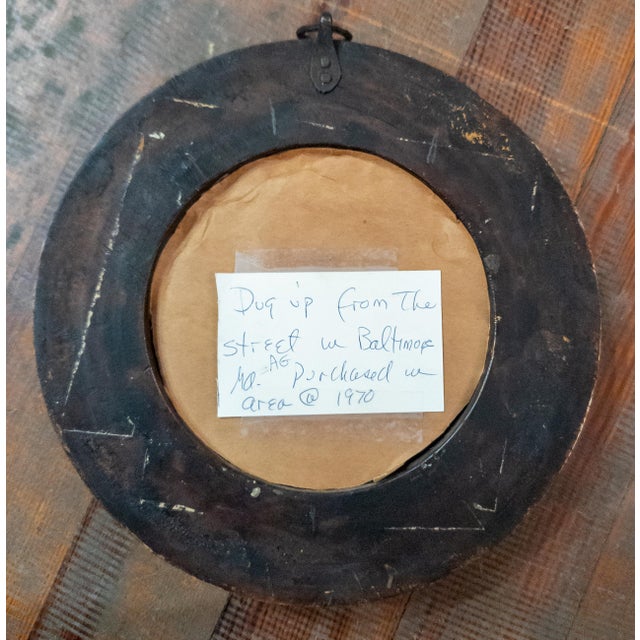 Dug up from The
street in Baltimore
Md. AG Purchased in
area @ 1970